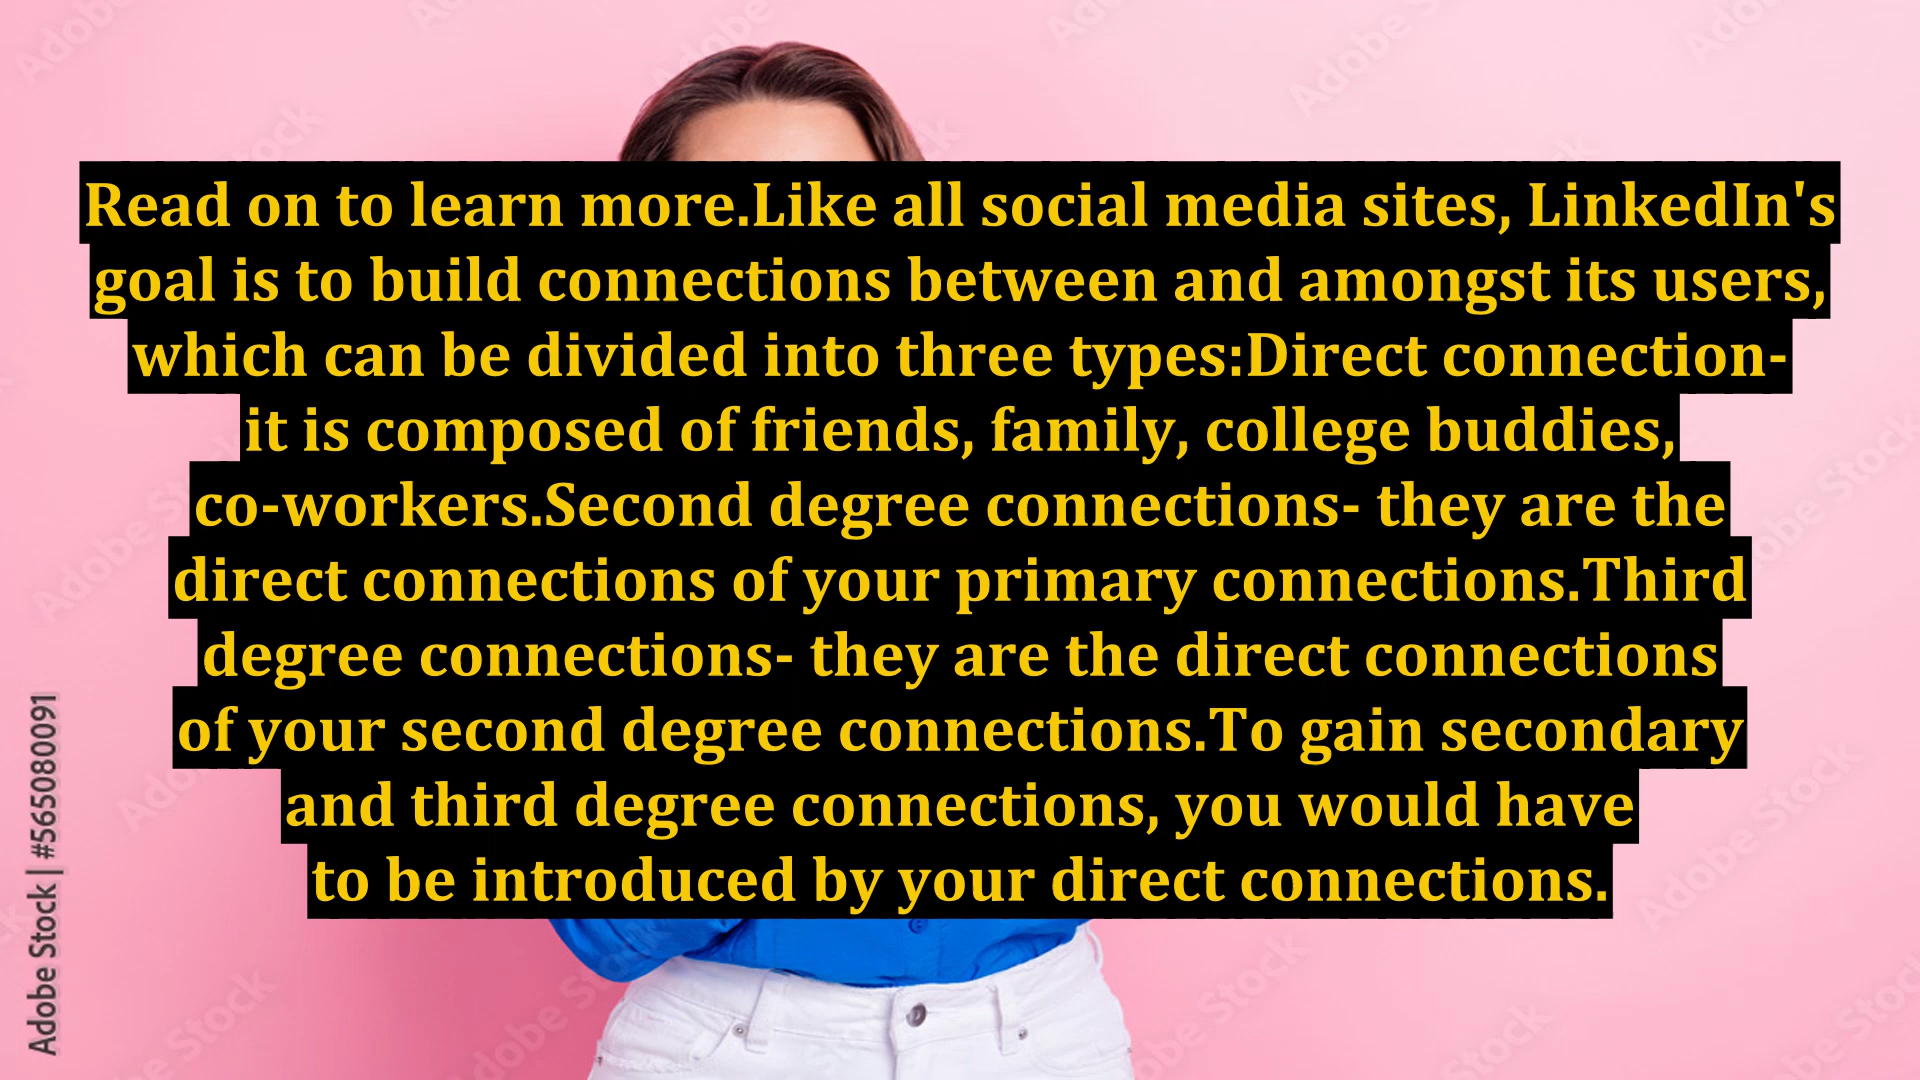 Read on to learn more.Like all social media sites, LinkedIn's
goal is to build connections between and amongst its users,
which can be divided into three types:Direct connection-
it is composed of friends, family, college buddies,
co-workers.Second degree connections- they are the
direct connections of your primary connections.Third
degree connections- they are the direct connections
of your second degree connections.To gain secondary
and third degree connections, you would have
to be introduced by your direct connections.
Adobe Stock | #565080091
Adobe Stock